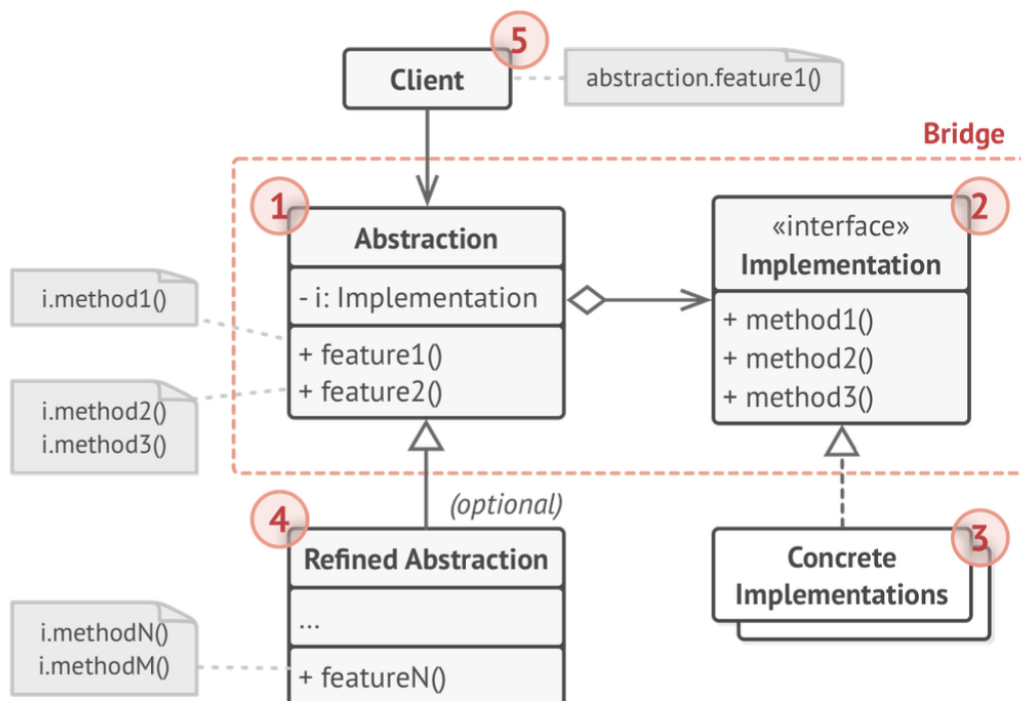 5
Client
abstraction.feature1()
Bridge
1
Abstraction
- i: Implementation
+ feature1()
+ feature2()
2
«interface»
Implementation
+ method1()
+ method2()
+ method3()
i.method1()
i.method2()
i.method3()
(optional)
4
Refined Abstraction
...
+ featureN()
3
Concrete
Implementations
i.methodN()
i.methodM()